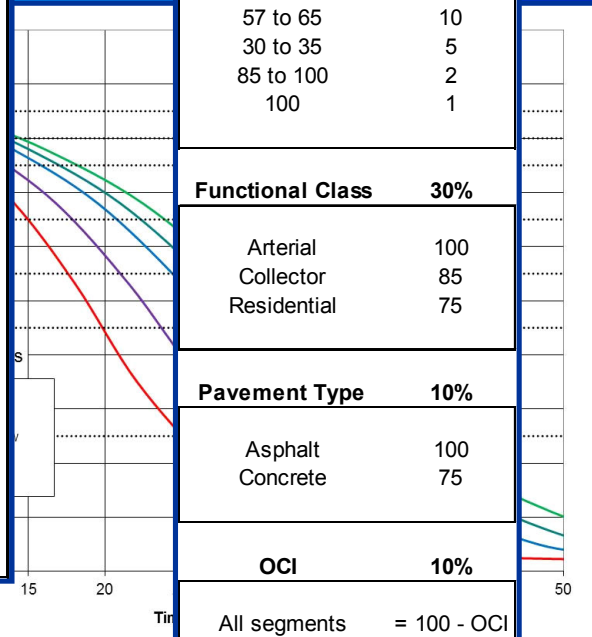 57 to 65 10
30 to 35 5
85 to 100 2
100 1
Functional Class 30%
Arterial 100
Collector 85
Residential 75
Pavement Type 10%
Asphalt 100
Concrete 75
OCI 10%
All segments = 100 - OCI
s
15 20 50